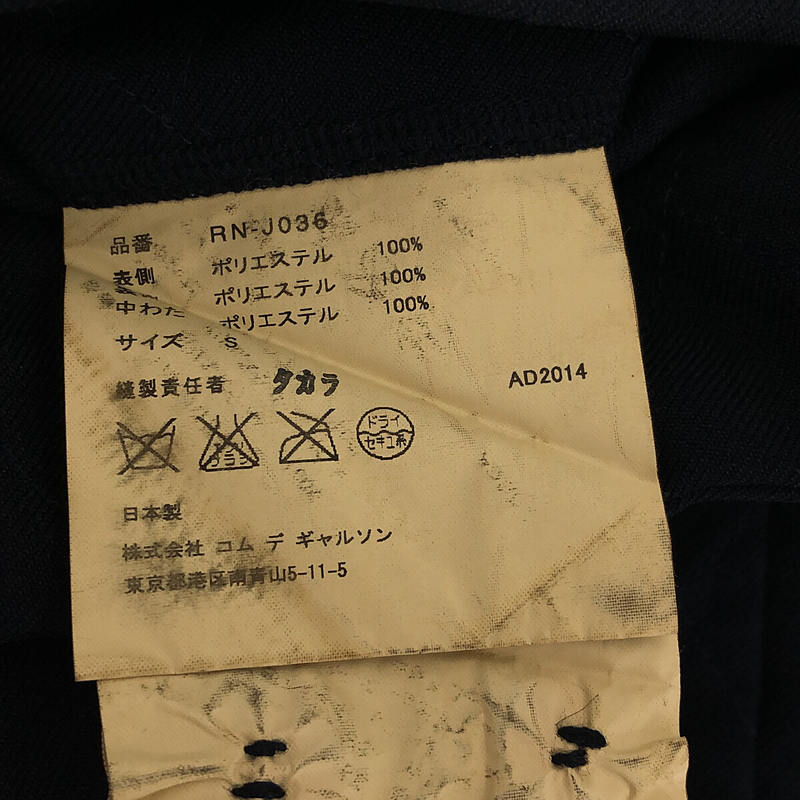 品番 RN-J036
表側 ポリエステル 100%
ポリエステル 100%
中わた ポリエステル 100%
サイズ S
縫製責任者 タカラ AD2014
ドライ
セキユ系
日本製
株式会社 コム デ ギャルソン
東京都港区南青山5-11-5